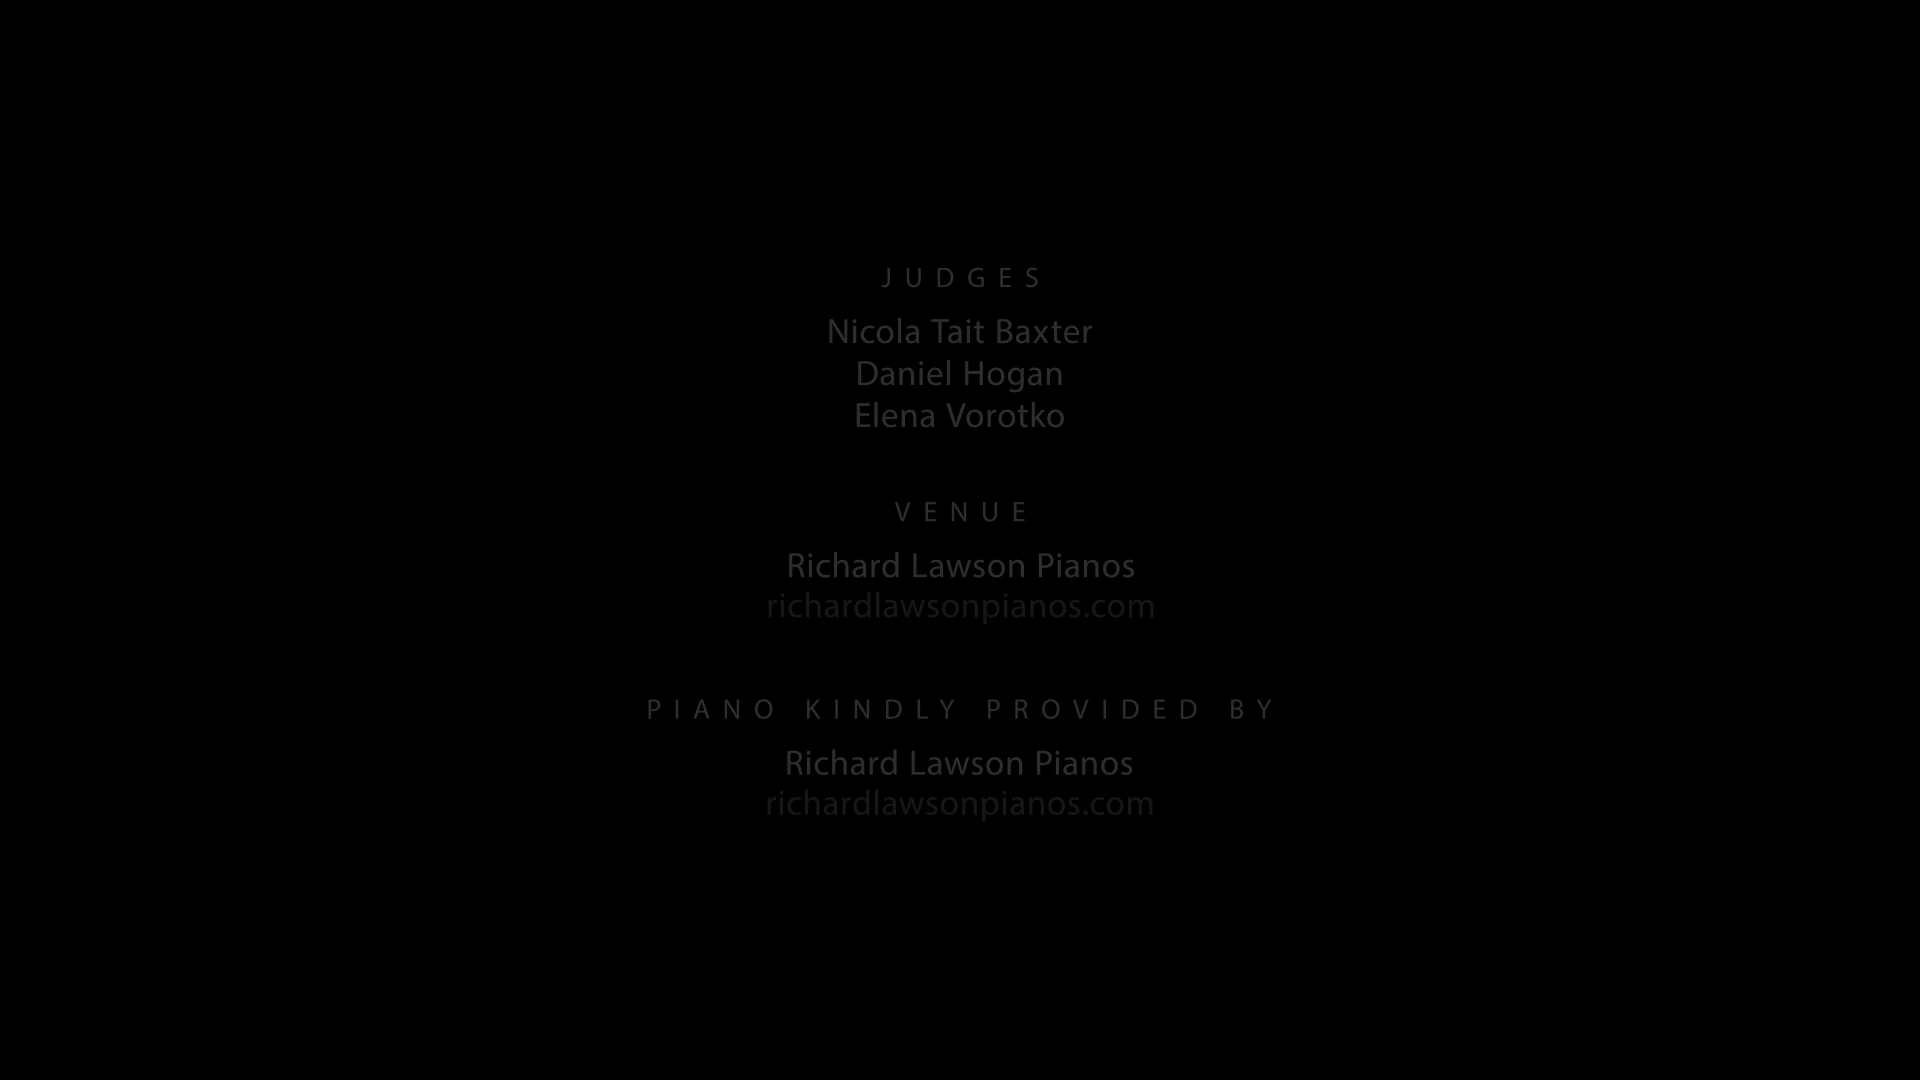 JUDGES
Nicola Tait Baxter
Daniel Hogan
Elena Vorotko
VENUE
Richard Lawson Pianos
richardlawsonpianos.com
PIANO KINDLY PROVIDED BY
Richard Lawson Pianos
richardlawsonpianos.com